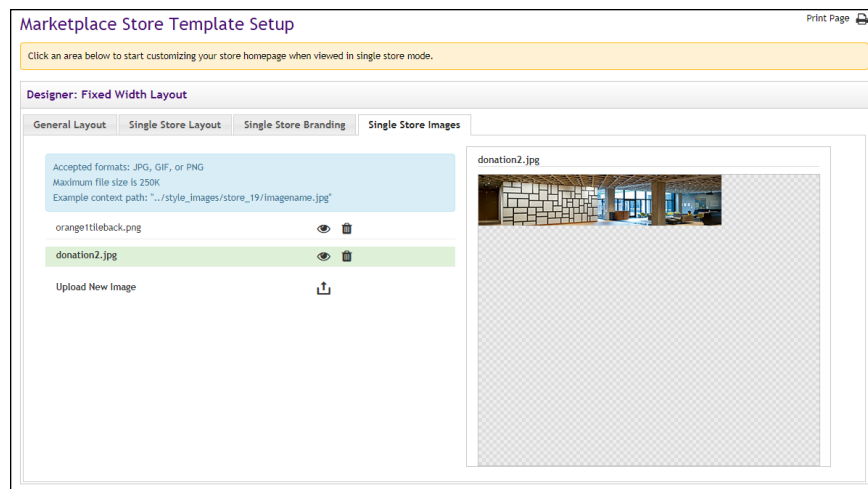 Marketplace Store Template Setup
Print Page
Click an area below to start customizing your store homepage when viewed in single store mode.
Designer: Fixed Width Layout
General Layout
Single Store Layout
Single Store Branding
Single Store Images
Accepted formats: JPG, GIF, or PNG
Maximum file size is 250K
Example context path: "../style_images/store_19/imagename.jpg"
orange1tileback.png
donation2.jpg
Upload New Image
donation2.jpg